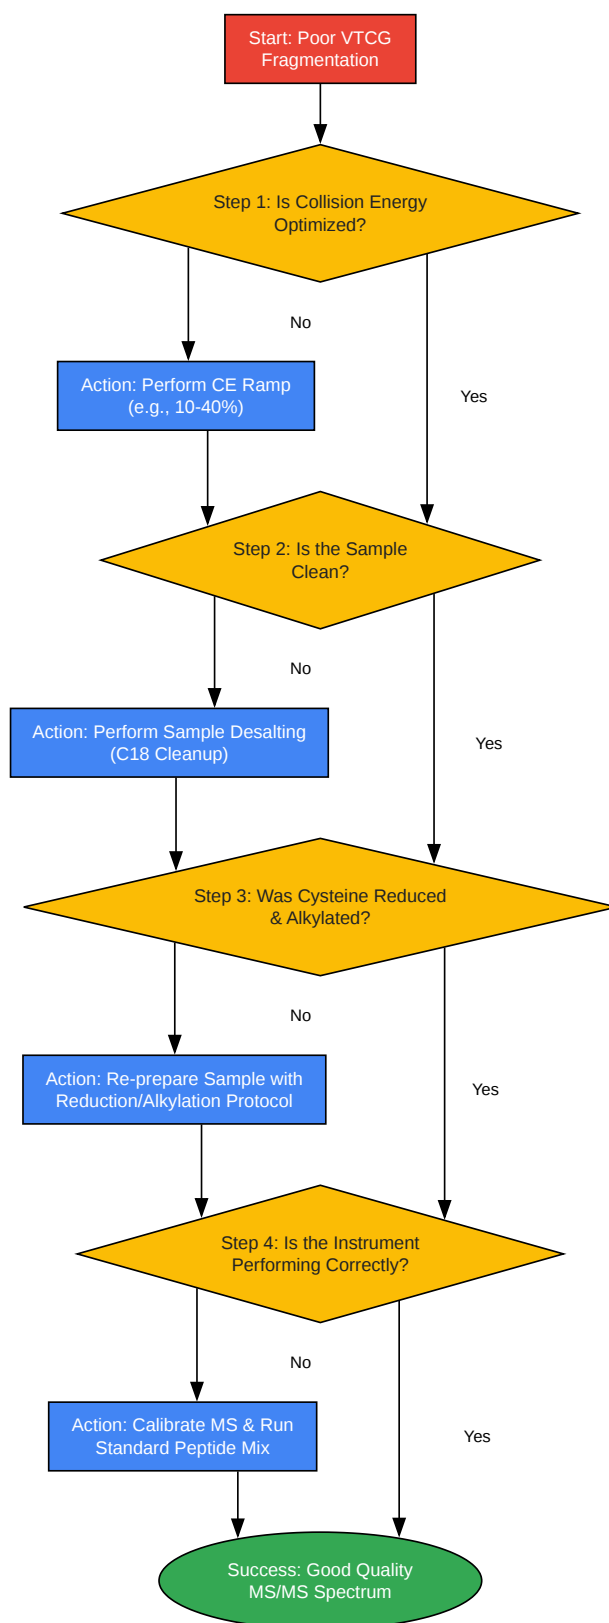 Start: Poor VTCG
Fragmentation
Step 1: Is Collision Energy
Optimized?
No
Action: Perform CE Ramp
(e.g., 10-40%)
Yes
Step 2: Is the Sample
Clean?
No
Action: Perform Sample Desalting
(C18 Cleanup)
Yes
Step 3: Was Cysteine Reduced
& Alkylated?
No
Action: Re-prepare Sample with
Reduction/Alkylation Protocol
Yes
Step 4: Is the Instrument
Performing Correctly?
No
Action: Calibrate MS & Run
Standard Peptide Mix
Yes
Success: Good Quality
MS/MS Spectrum